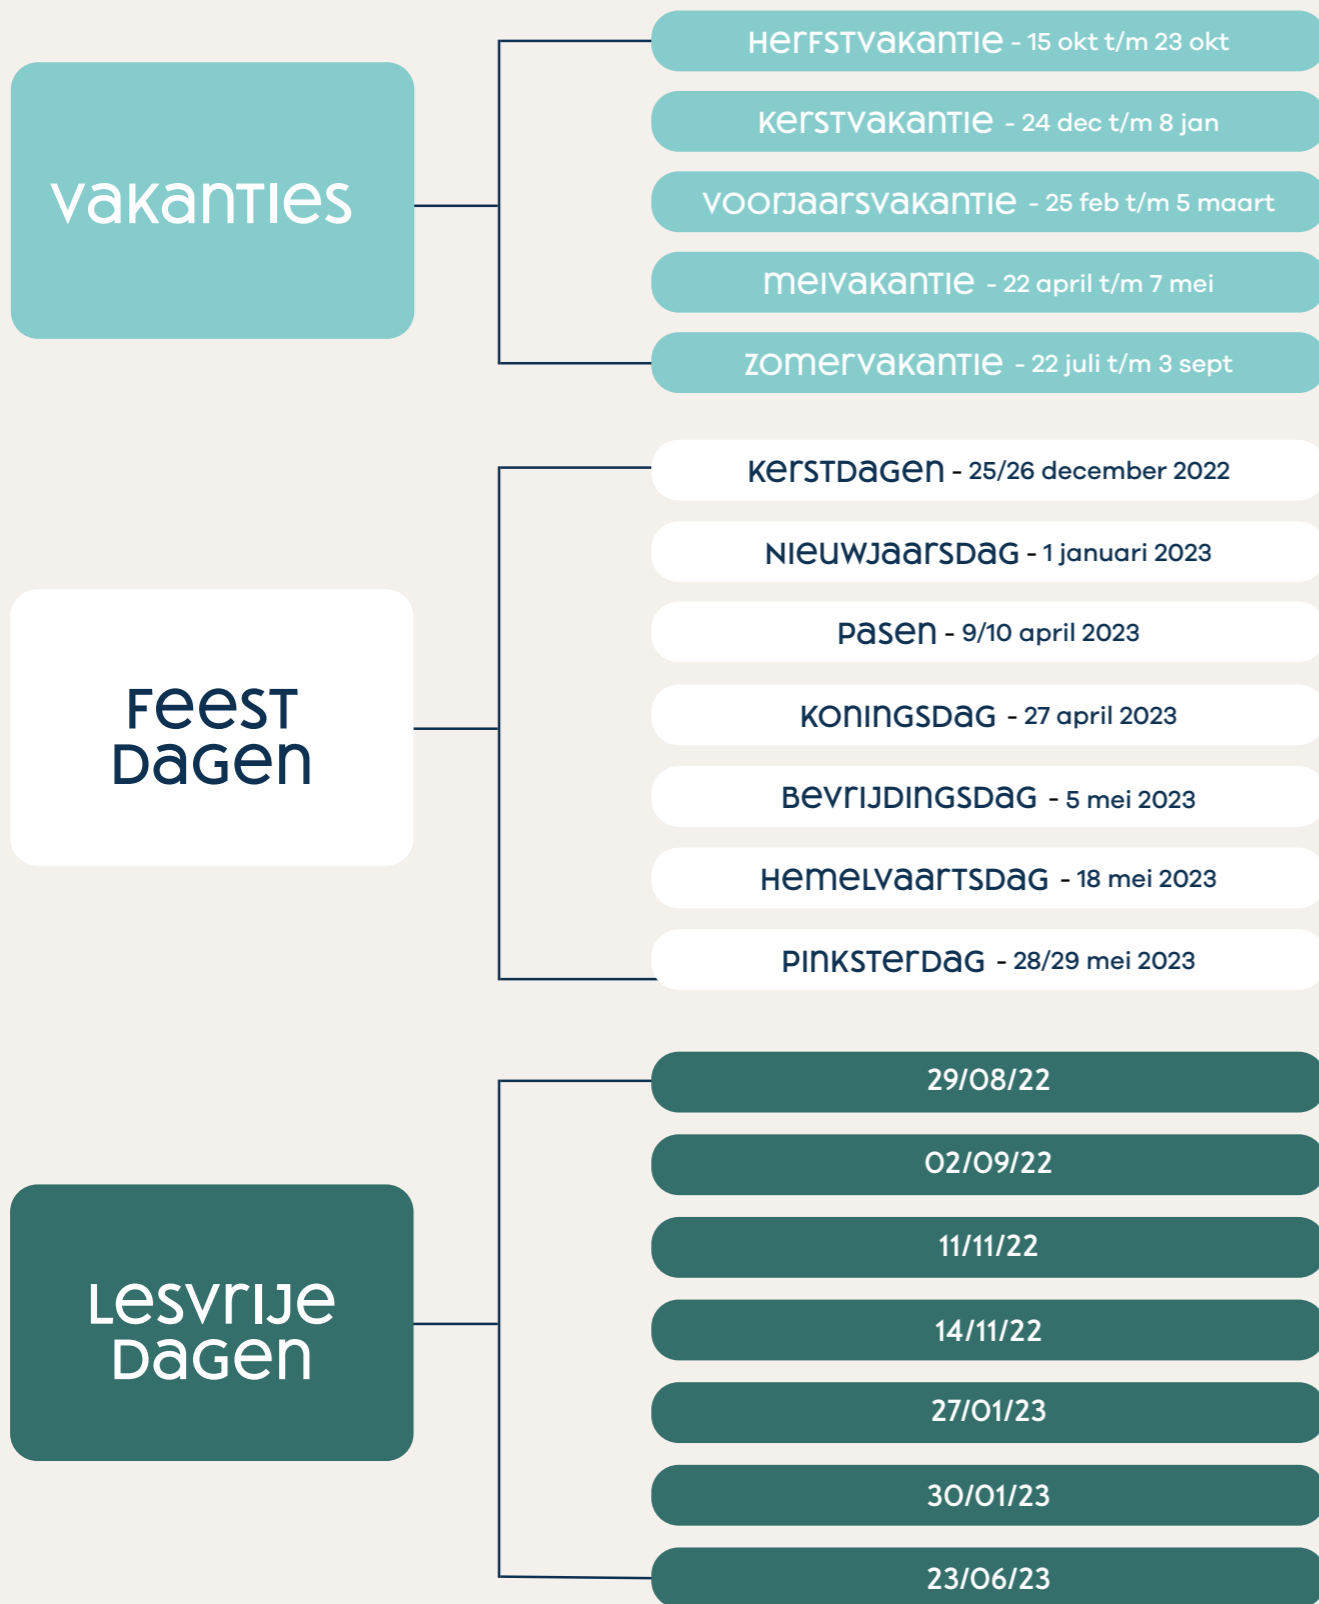 Vakanties
Herfstvakantie - 15 okt t/m 23 okt
Kerstvakantie - 24 dec t/m 8 jan
Voorjaarsvakantie - 25 feb t/m 5 maart
Meivakantie - 22 april t/m 7 mei
Zomervakantie - 22 juli t/m 3 sept
Feest
dagen
Kerstdagen - 25/26 december 2022
Nieuwjaarsdag - 1 januari 2023
Pasen - 9/10 april 2023
Koningsdag - 27 april 2023
Bevrijdingsdag - 5 mei 2023
Hemelvaartsdag - 18 mei 2023
Pinksterdag - 28/29 mei 2023
Lesvrije
dagen
29/08/22
02/09/22
11/11/22
14/11/22
27/01/23
30/01/23
23/06/23